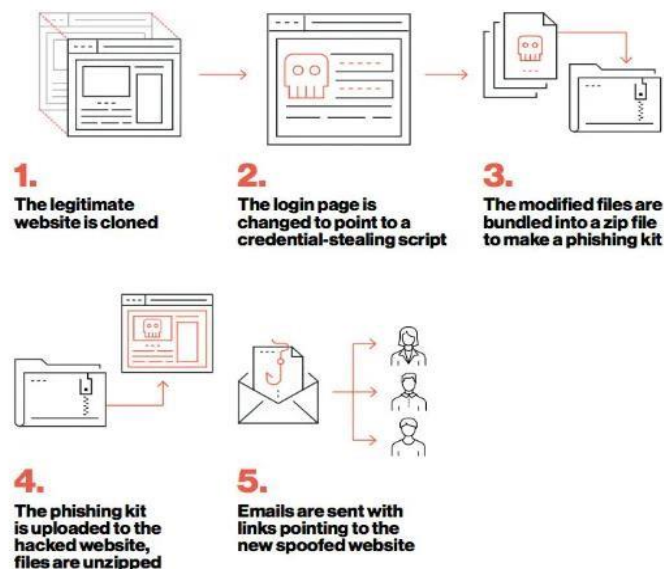 1.
The legitimate
website is cloned
2.
The login page is
changed to point to a
credential-stealing script
3.
The modified files are
bundled into a zip file
to make a phishing kit
4.
The phishing kit
is uploaded to the
hacked website,
files are unzipped
5.
Emails are sent with
links pointing to the
new spoofed website